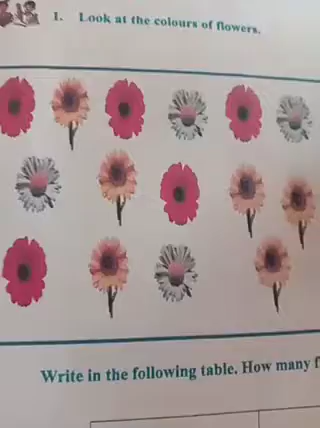 1. Look at the colours of flowers.
Write in the following table. How many